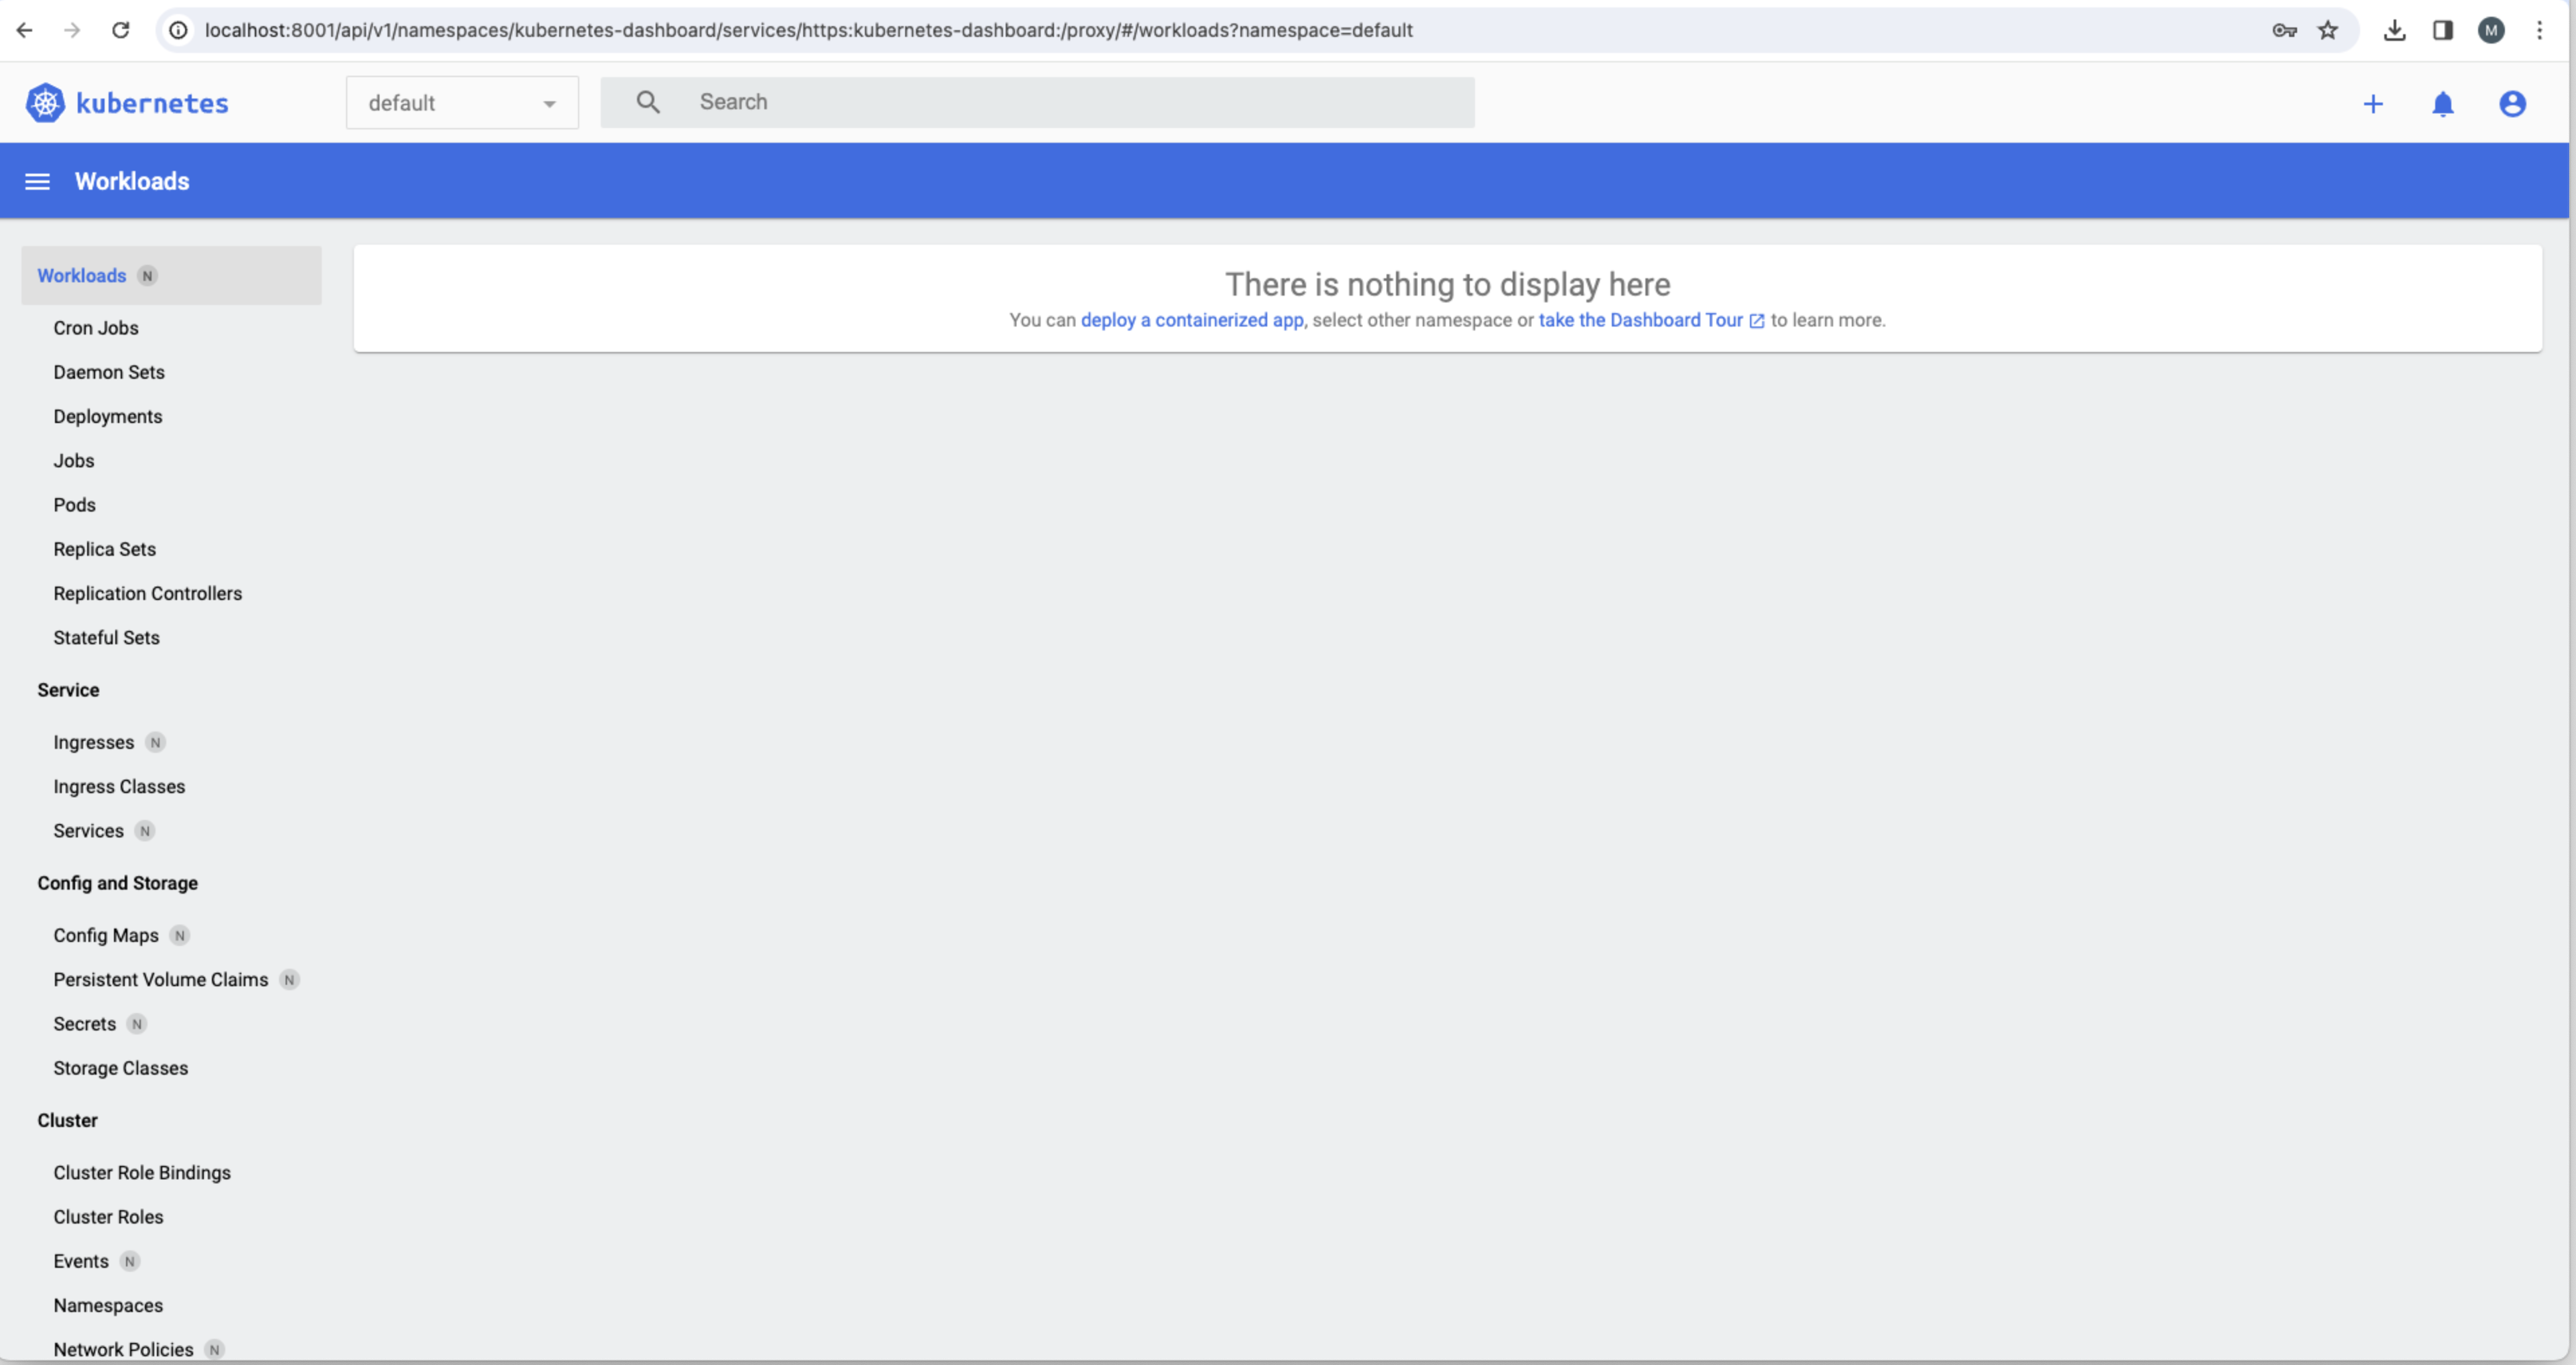 localhost:8001/api/v1/namespaces/kubernetes-dashboard/services/https:kubernetes-dashboard:/proxy/#/workloads?namespace=default
M
kubernetes
default
Search
Workloads
Workloads N
There is nothing to display here
You can deploy a containerized app, select other namespace or take the Dashboard Tour to learn more.
Cron Jobs
Daemon Sets
Deployments
Jobs
Pods
Replica Sets
Replication Controllers
Stateful Sets
Service
Ingresses N
Ingress Classes
Services N
Config and Storage
Config Maps N
Persistent Volume Claims N
Secrets N
Storage Classes
Cluster
Cluster Role Bindings
Cluster Roles
Events N
Namespaces
Network Policies N